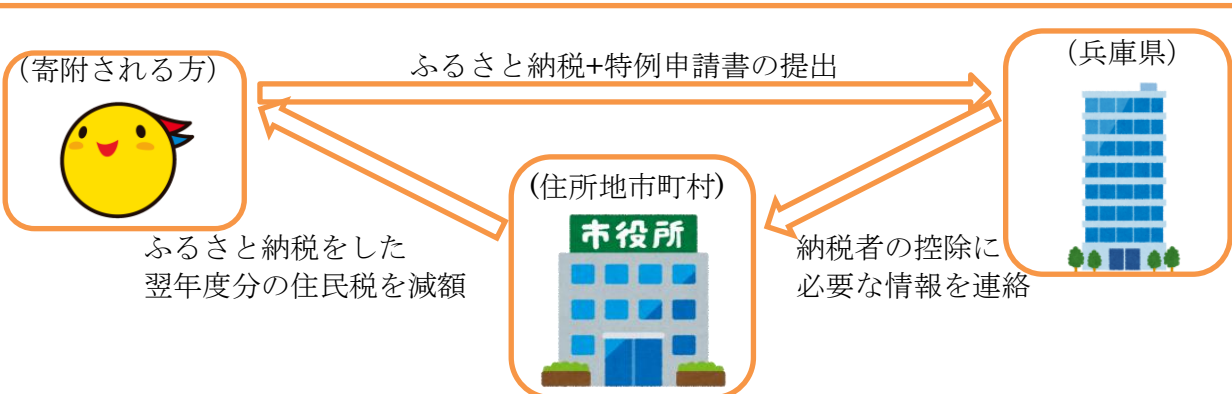 (寄附される方)
ふるさと納税+特例申請書の提出
(兵庫県)
(住所地市町村)
市役所
ふるさと納税をした
翌年度分の住民税を減額
納税者の控除に
必要な情報を連絡